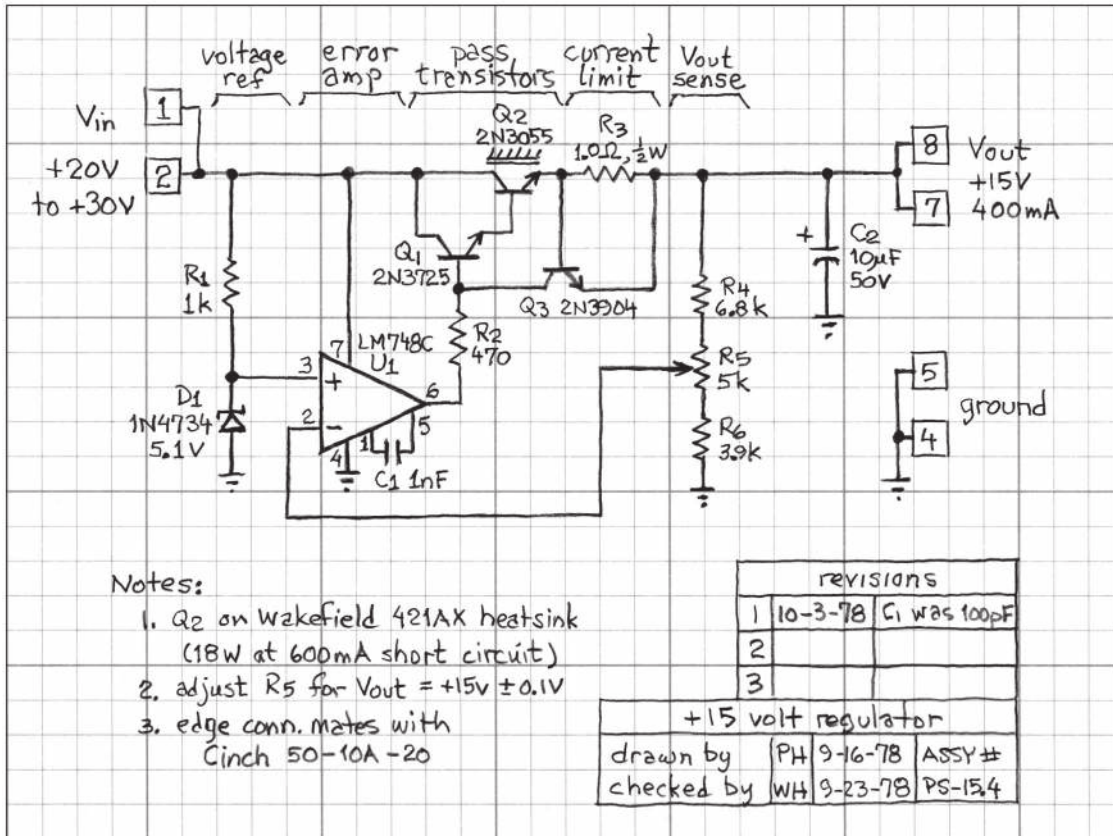 voltage ref
error amp
pass transistors
current limit
Vout sense
Vin
1
+20V
to +30V
2
Q2
2N3055
R3
1.0Ω, ½W
8
7
Vout
+15V
400mA
Q1
2N3725
Q3 2N3904
+
C2
10µF
50V
R1
1k
R2
470
R4
6.8k
R5
5k
R6
3.9k
D1
1N4734
5.1V
3
2
+
−
7
LM748C
U1
6
5
1
4
C1 1nF
5
4
ground
Notes:
1. Q2 on Wakefield 421AX heatsink
(18W at 600mA short circuit)
2. adjust R5 for Vout = +15V ±0.1V
3. edge conn. mates with
Cinch 50-10A-20
revisions
1 10-3-78 C1 was 100pF
2
3
+15 volt regulator
drawn by PH 9-16-78 ASSY#
checked by WH 9-23-78 PS-15.4